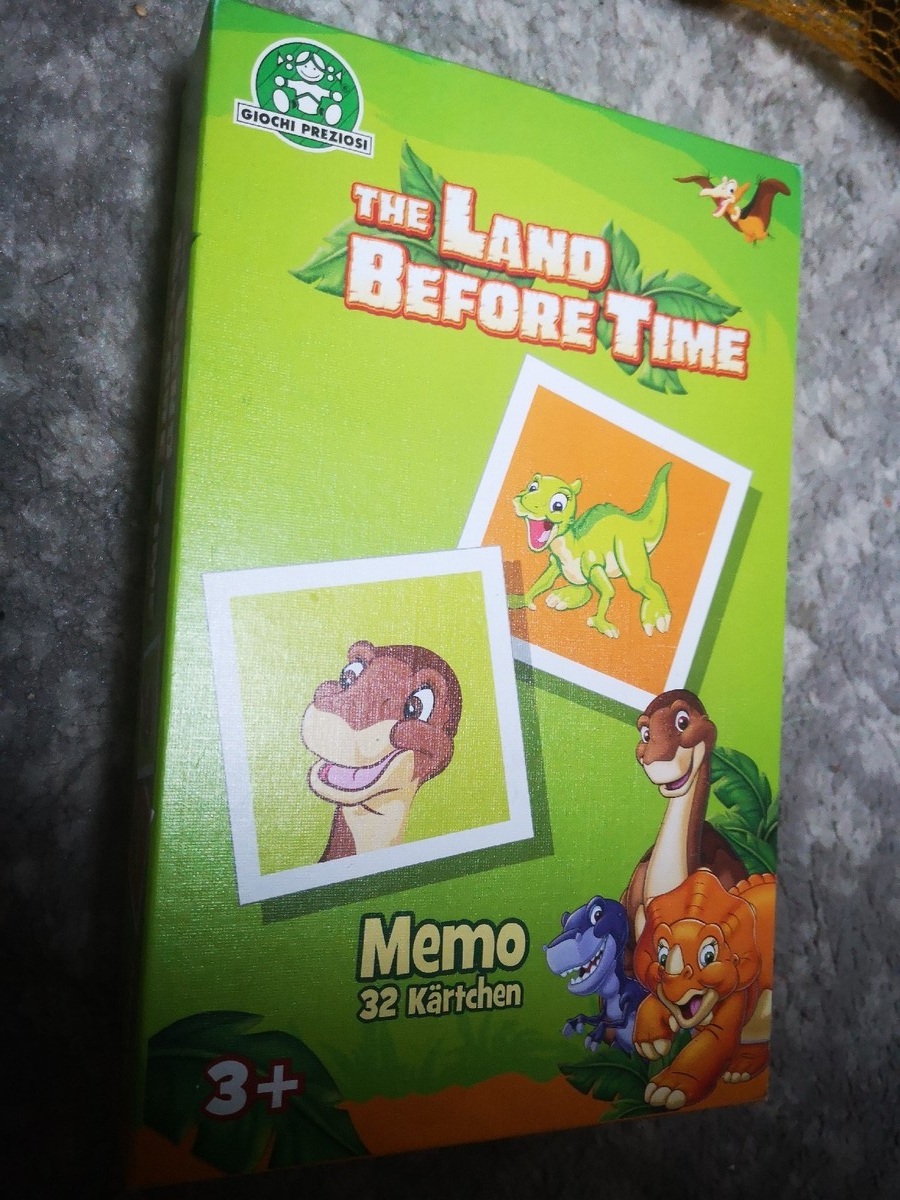 GIOCHI PREZIOSI
THE LAND
BEFORE TIME
Memo
32 Kärtchen
3+